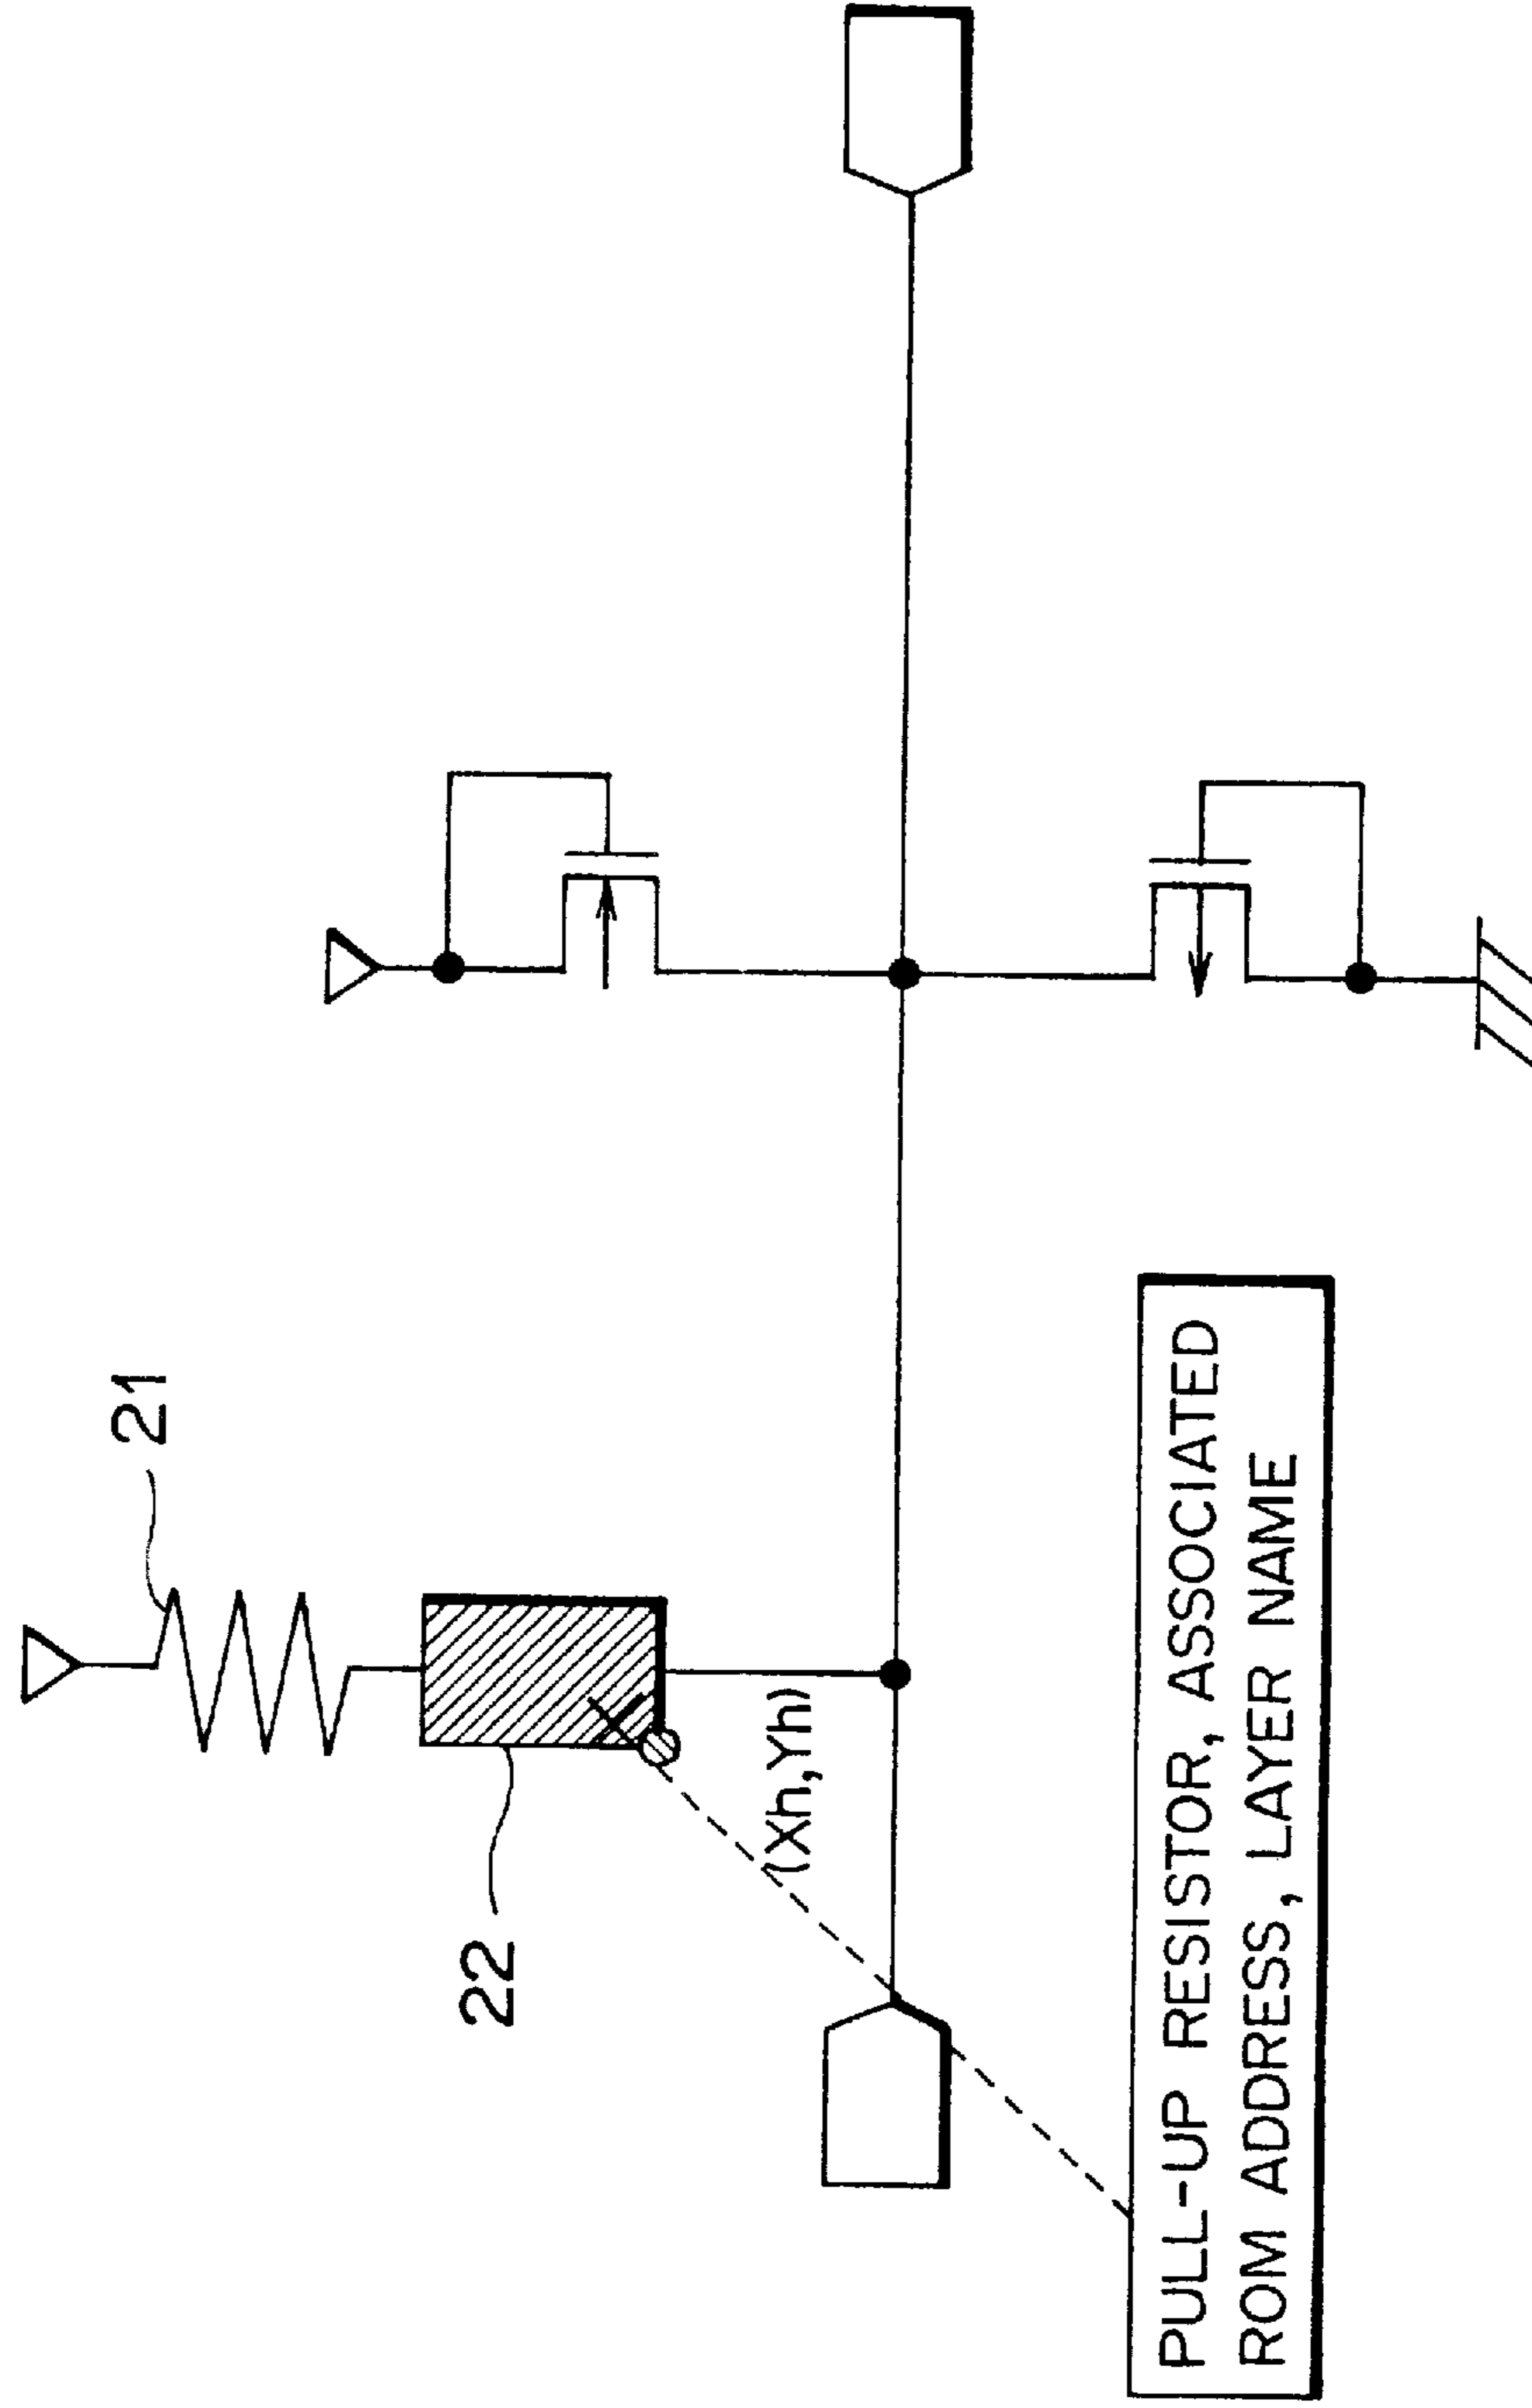 21
22
(Xh,Yh)
PULL-UP RESISTOR, ASSOCIATED
ROM ADDRESS, LAYER NAME